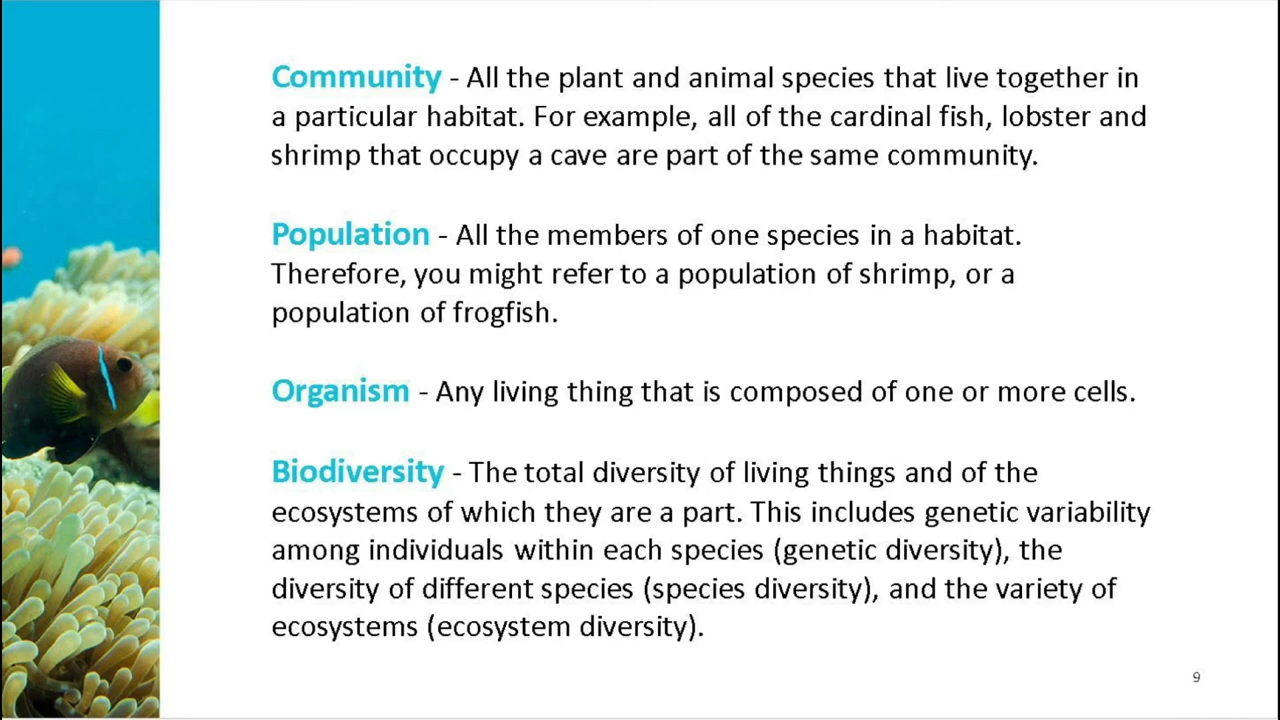 Community - All the plant and animal species that live together in
a particular habitat. For example, all of the cardinal fish, lobster and
shrimp that occupy a cave are part of the same community.
Population - All the members of one species in a habitat.
Therefore, you might refer to a population of shrimp, or a
population of frogfish.
Organism - Any living thing that is composed of one or more cells.
Biodiversity - The total diversity of living things and of the
ecosystems of which they are a part. This includes genetic variability
among individuals within each species (genetic diversity), the
diversity of different species (species diversity), and the variety of
ecosystems (ecosystem diversity).
9